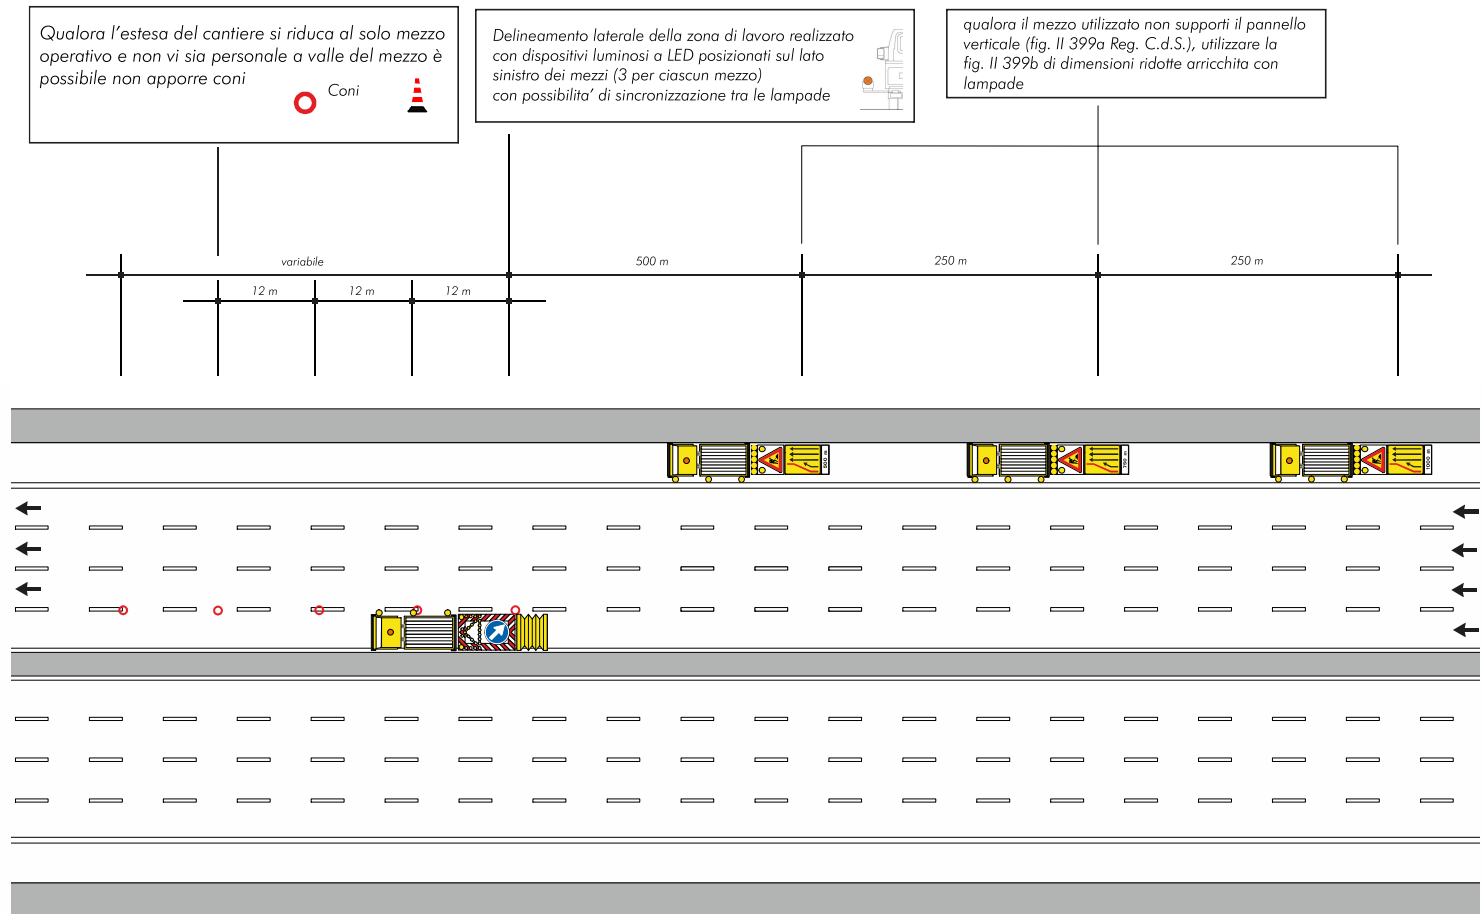 Qualora l'estesa del cantiere si riduca al solo mezzo
operativo e non vi sia personale a valle del mezzo è
possibile non apporre coni
Coni
Delineamento laterale della zona di lavoro realizzato
con dispositivi luminosi a LED posizionati sul lato
sinistro dei mezzi (3 per ciascun mezzo)
con possibilita' di sincronizzazione tra le lampade
qualora il mezzo utilizzato non supporti il pannello
verticale (fig. II 399a Reg. C.d.S.), utilizzare la
fig. II 399b di dimensioni ridotte arricchita con
lampade
variabile
500 m
250 m
250 m
12 m
12 m
12 m
500 m
750 m
1000 m